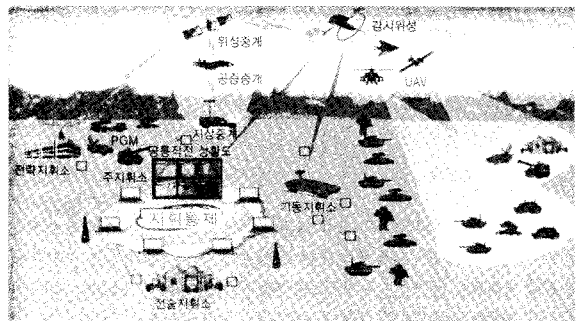 감시위성
위성중계
공중중계
UAV
지상중계
PGM
공통작전 상황도
전략지휘소
주지휘소
기동지휘소
지휘통제
전술지휘소